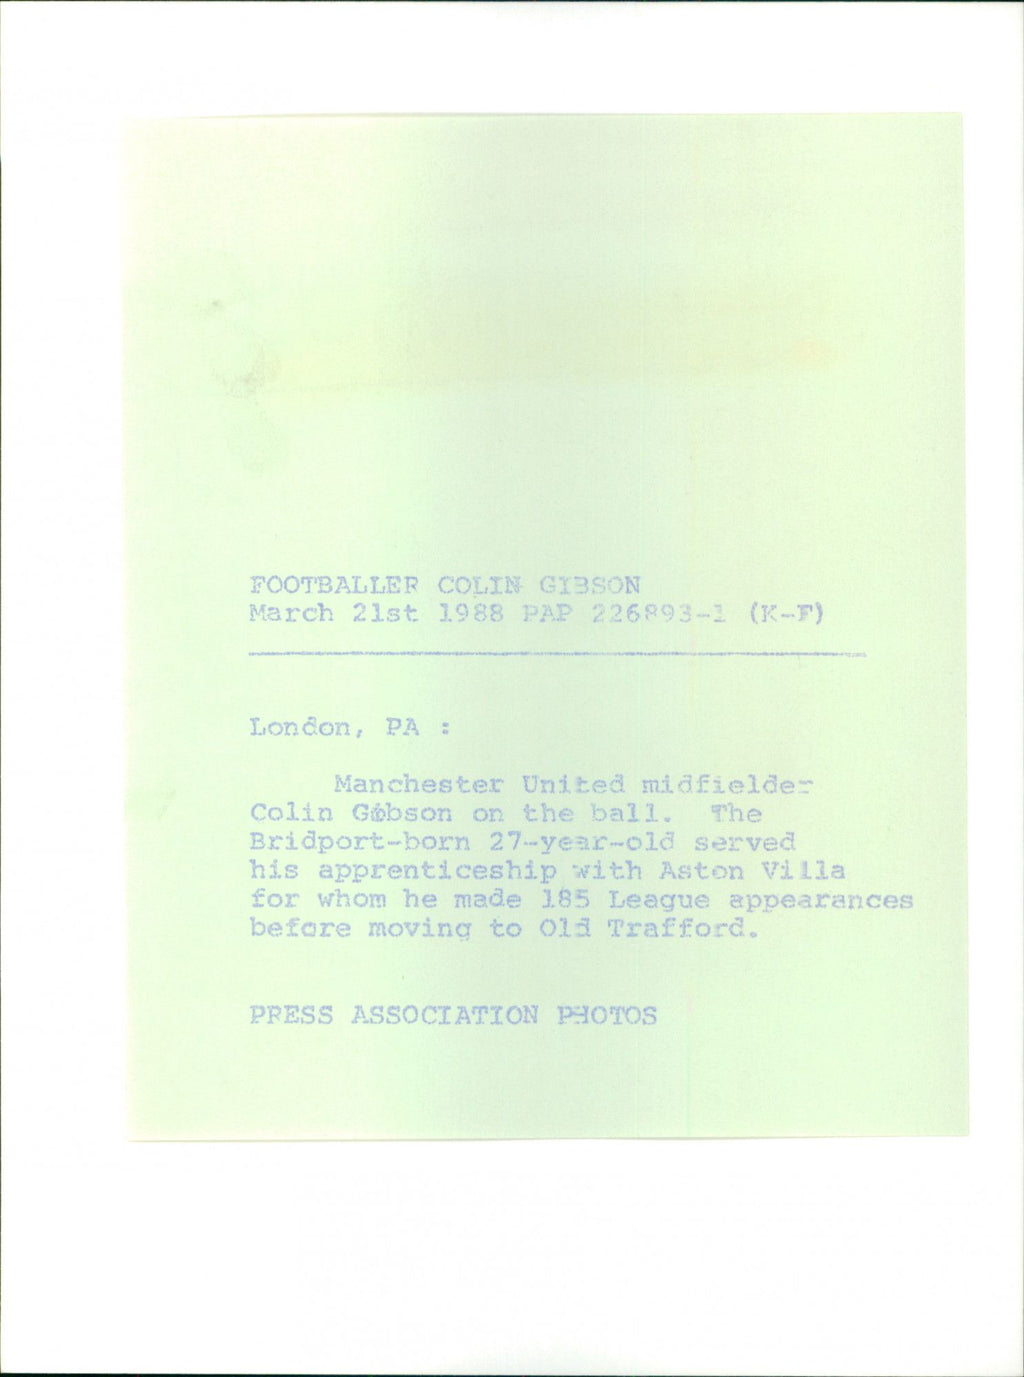 FOOTBALLER COLIN GIBSON
March 21st 1988 PAP 226893-1 (K-F)
London, PA :
Manchester United midfielder
Colin Gibson on the ball. The
Bridport-born 27-year-old served
his apprenticeship with Aston Villa
for whom he made 185 League appearances
before moving to Old Trafford.
PRESS ASSOCIATION PHOTOS